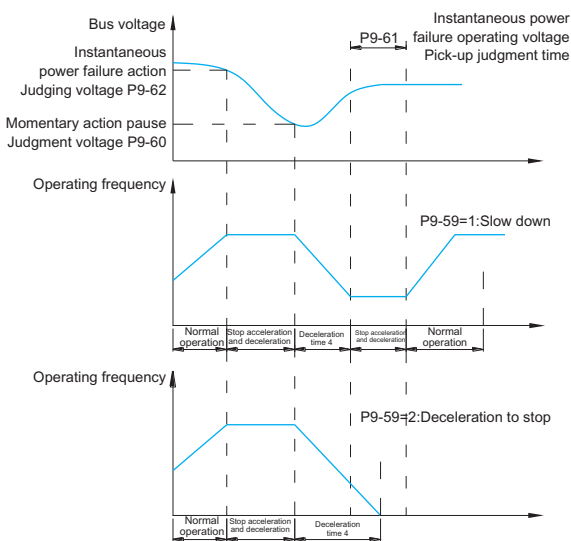 Bus voltage
Instantaneous
power failure action
Judging voltage P9-62
Momentary action pause
Judgment voltage P9-60
P9-61
Instantaneous power
failure operating voltage
Pick-up judgment time
Operating frequency
P9-59=1:Slow down
Normal
operation
Stop acceleration
and deceleration
Deceleration
time 4
Stop acceleration
and deceleration
Normal
operation
Operating frequency
P9-59=2:Deceleration to stop
Normal
operation
Stop acceleration
and deceleration
Deceleration
time 4